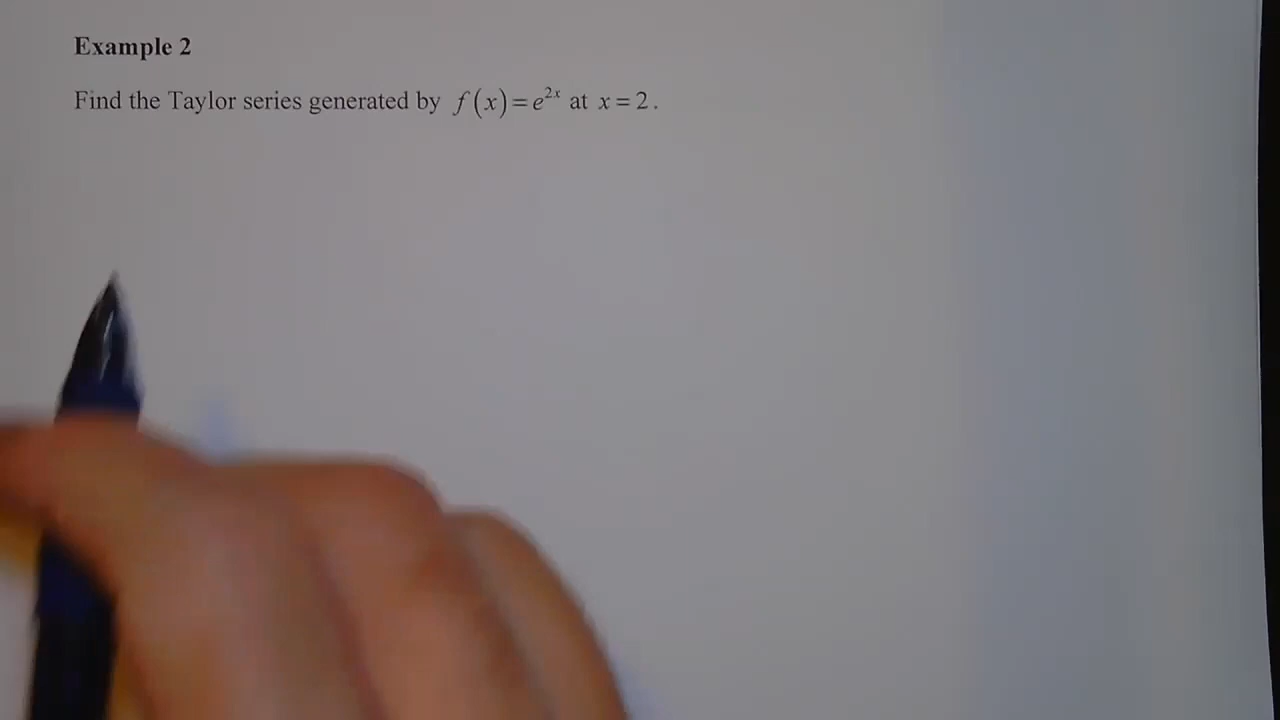 Example 2
Find the Taylor series generated by f(x)=e^{2x} at x=2.